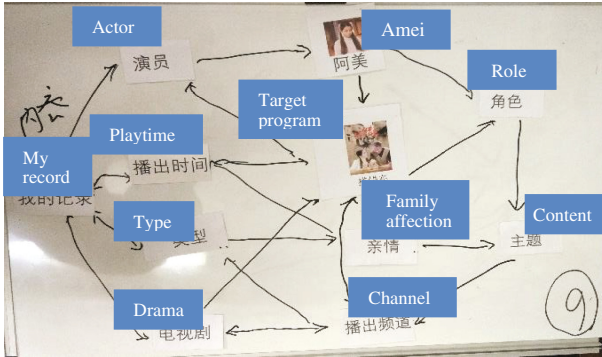 Actor
演员
Amei
阿美
Role
角色
Target
program
Playtime
播出时间
My
record
我的记录
Type
类型
Family
affection
亲情
Content
主题
Drama
电视剧
Channel
播出频道
9